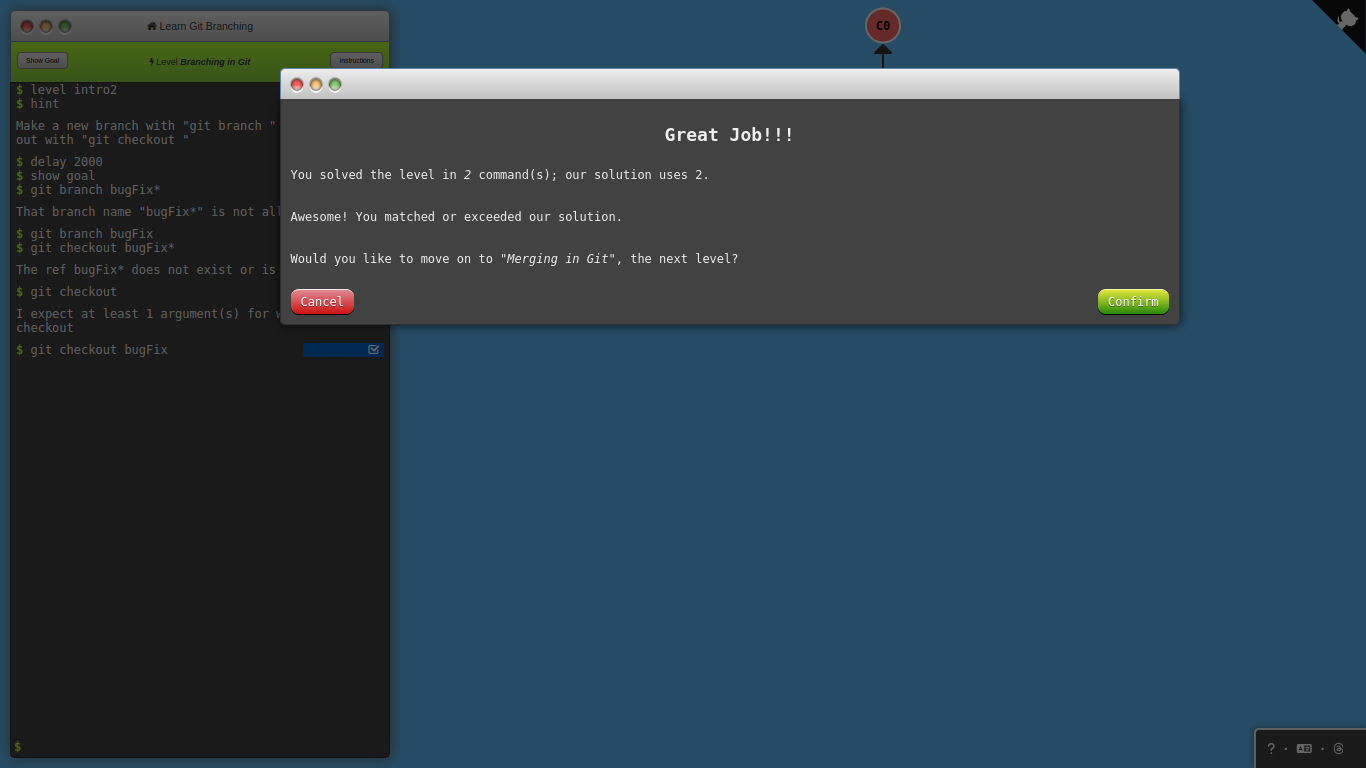 Learn Git Branching
Show Goal
Level Branching in Git
Instructions
$ level intro2
$ hint
Make a new branch with "git branch "
out with "git checkout "
$ delay 2000
$ show goal
$ git branch bugFix*
That branch name "bugFix*" is not
$ git branch bugFix
$ git checkout bugFix*
The ref bugFix* does not exist or is
$ git checkout
I expect at least 1 argument(s) for
checkout
$ git checkout bugFix
$
C0
Great Job!!!
You solved the level in 2 command(s); our solution uses 2.
Awesome! You matched or exceeded our solution.
Would you like to move on to "Merging in Git", the next level?
Cancel
Confirm
?